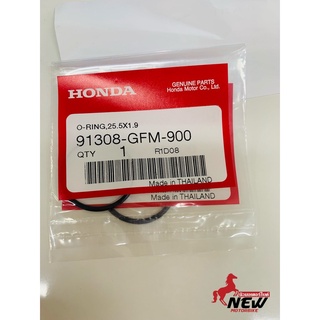 HONDA
GENUINE PARTS
Honda Motor Co., Ltd.
O-RING,25.5X1.9
91308-GFM-900
QTY 1 R1D08
Made in THAILAND
Made in THAILAND
NEW
MOTORBIKE